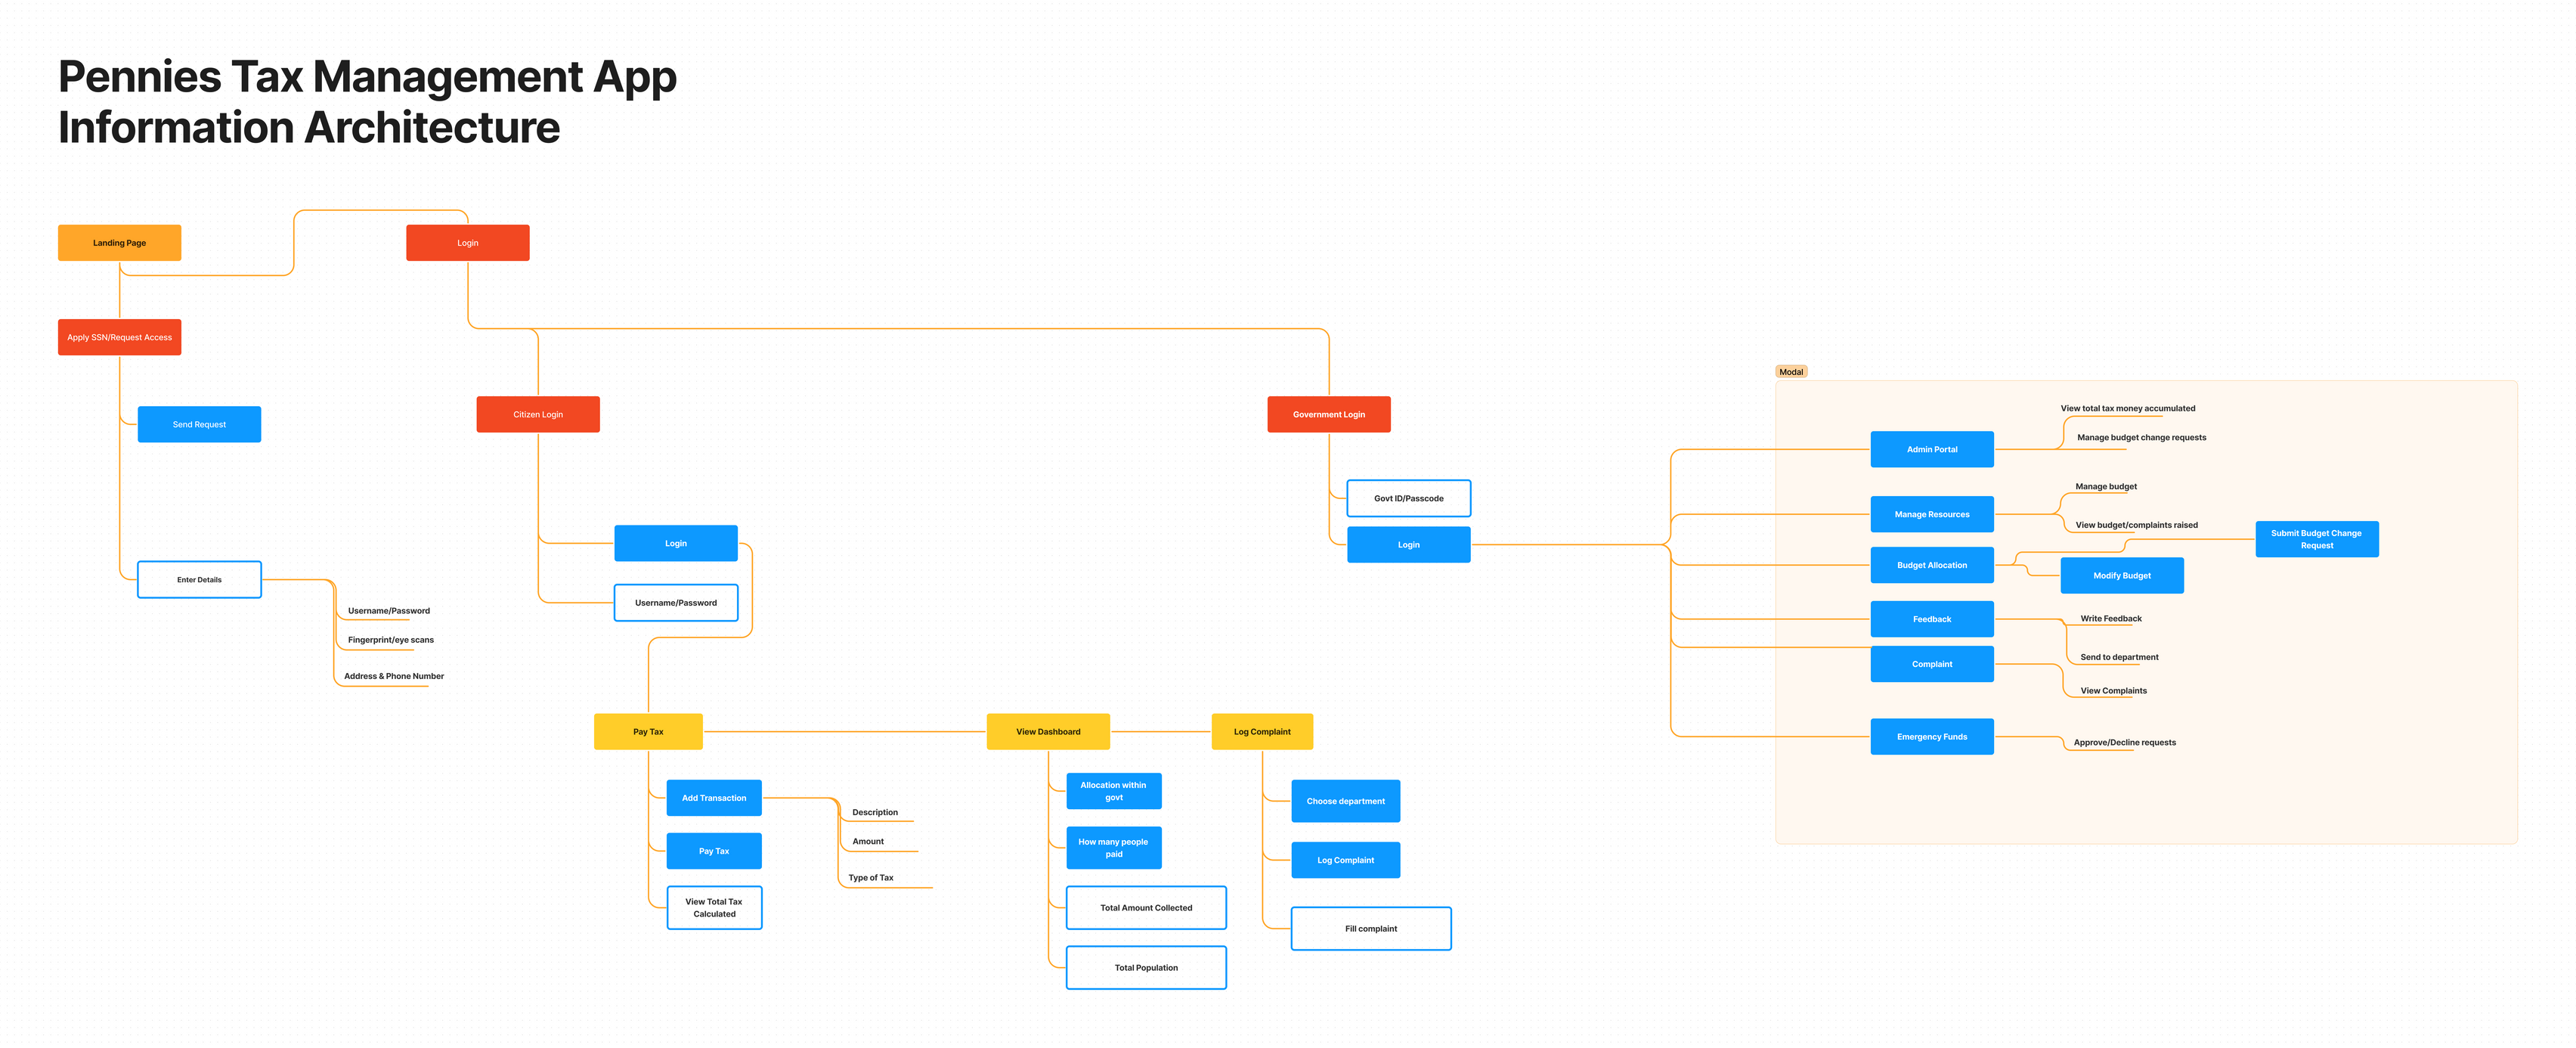 Pennies Tax Management App
Information Architecture
Landing Page
Login
Apply SSN/Request Access
Send Request
Enter Details
Username/Password
Fingerprint/eye scans
Address & Phone Number
Citizen Login
Login
Username/Password
Government Login
Govt ID/Passcode
Login
Pay Tax
View Dashboard
Log Complaint
Add Transaction
Description
Amount
Type of Tax
Pay Tax
View Total Tax
Calculated
Allocation within
govt
How many people
paid
Total Amount Collected
Total Population
Choose department
Log Complaint
Fill complaint
Modal
Admin Portal
View total tax money accumulated
Manage budget change requests
Manage Resources
Manage budget
View budget/complaints raised
Budget Allocation
Submit Budget Change
Request
Modify Budget
Feedback
Write Feedback
Send to department
Complaint
View Complaints
Emergency Funds
Approve/Decline requests